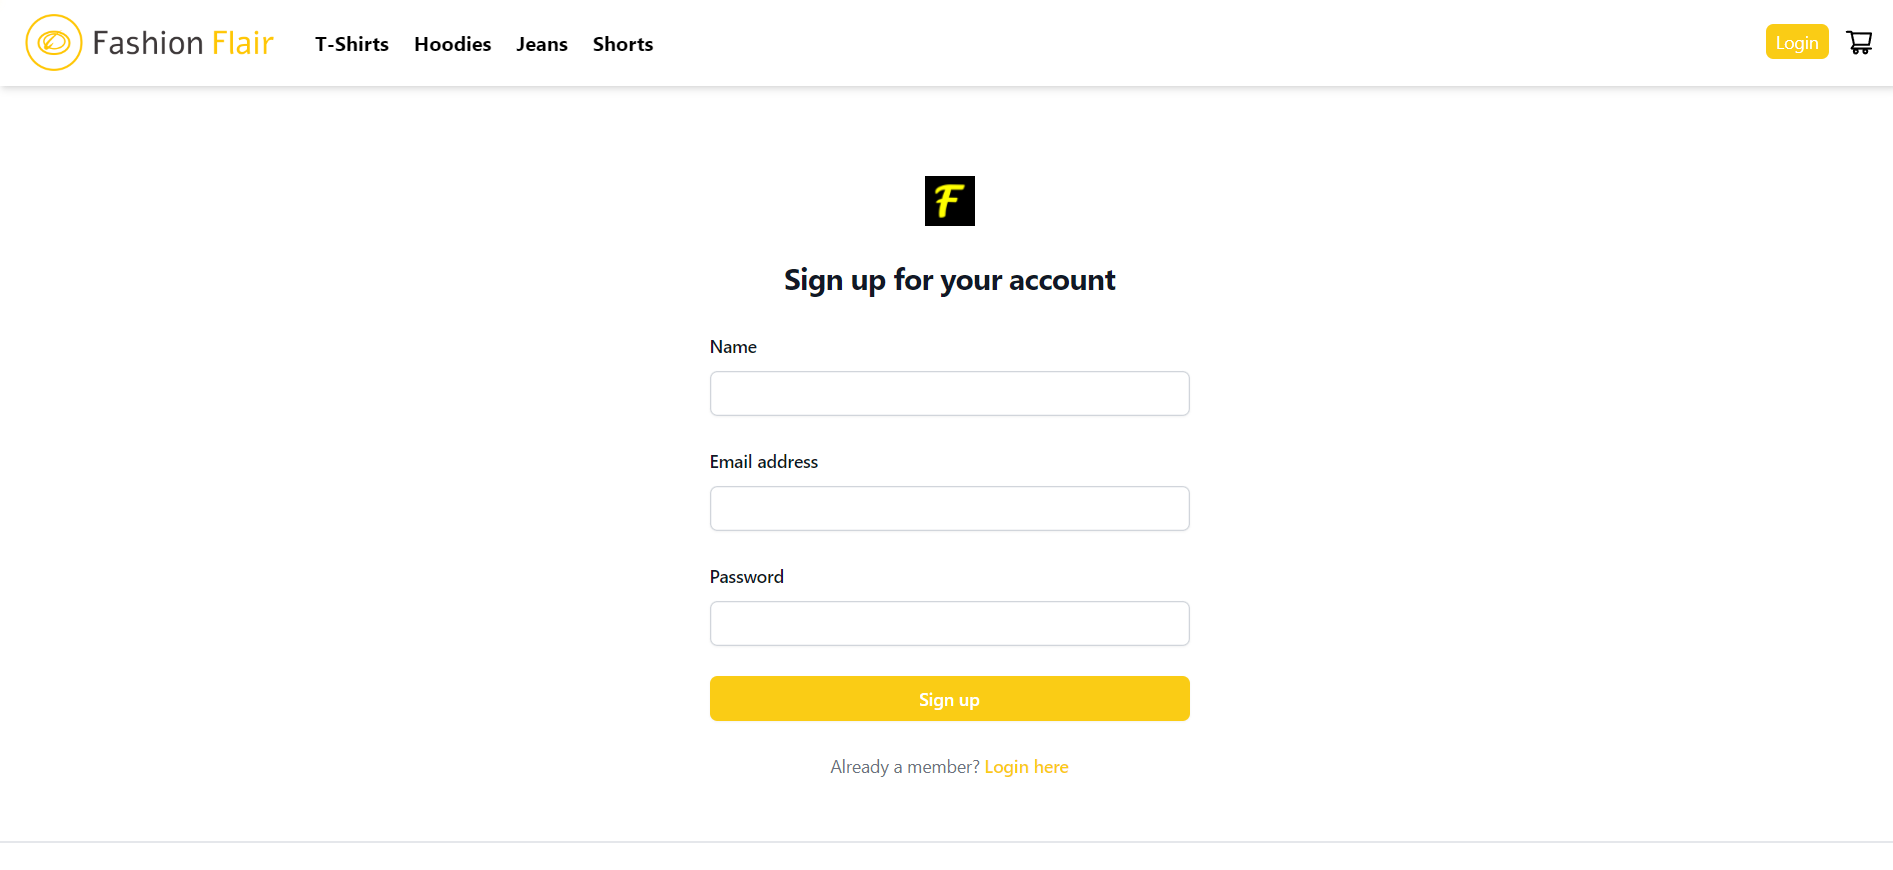 Fashion Flair T-Shirts Hoodies Jeans Shorts Login
F
Sign up for your account
Name
Email address
Password
Sign up
Already a member? Login here